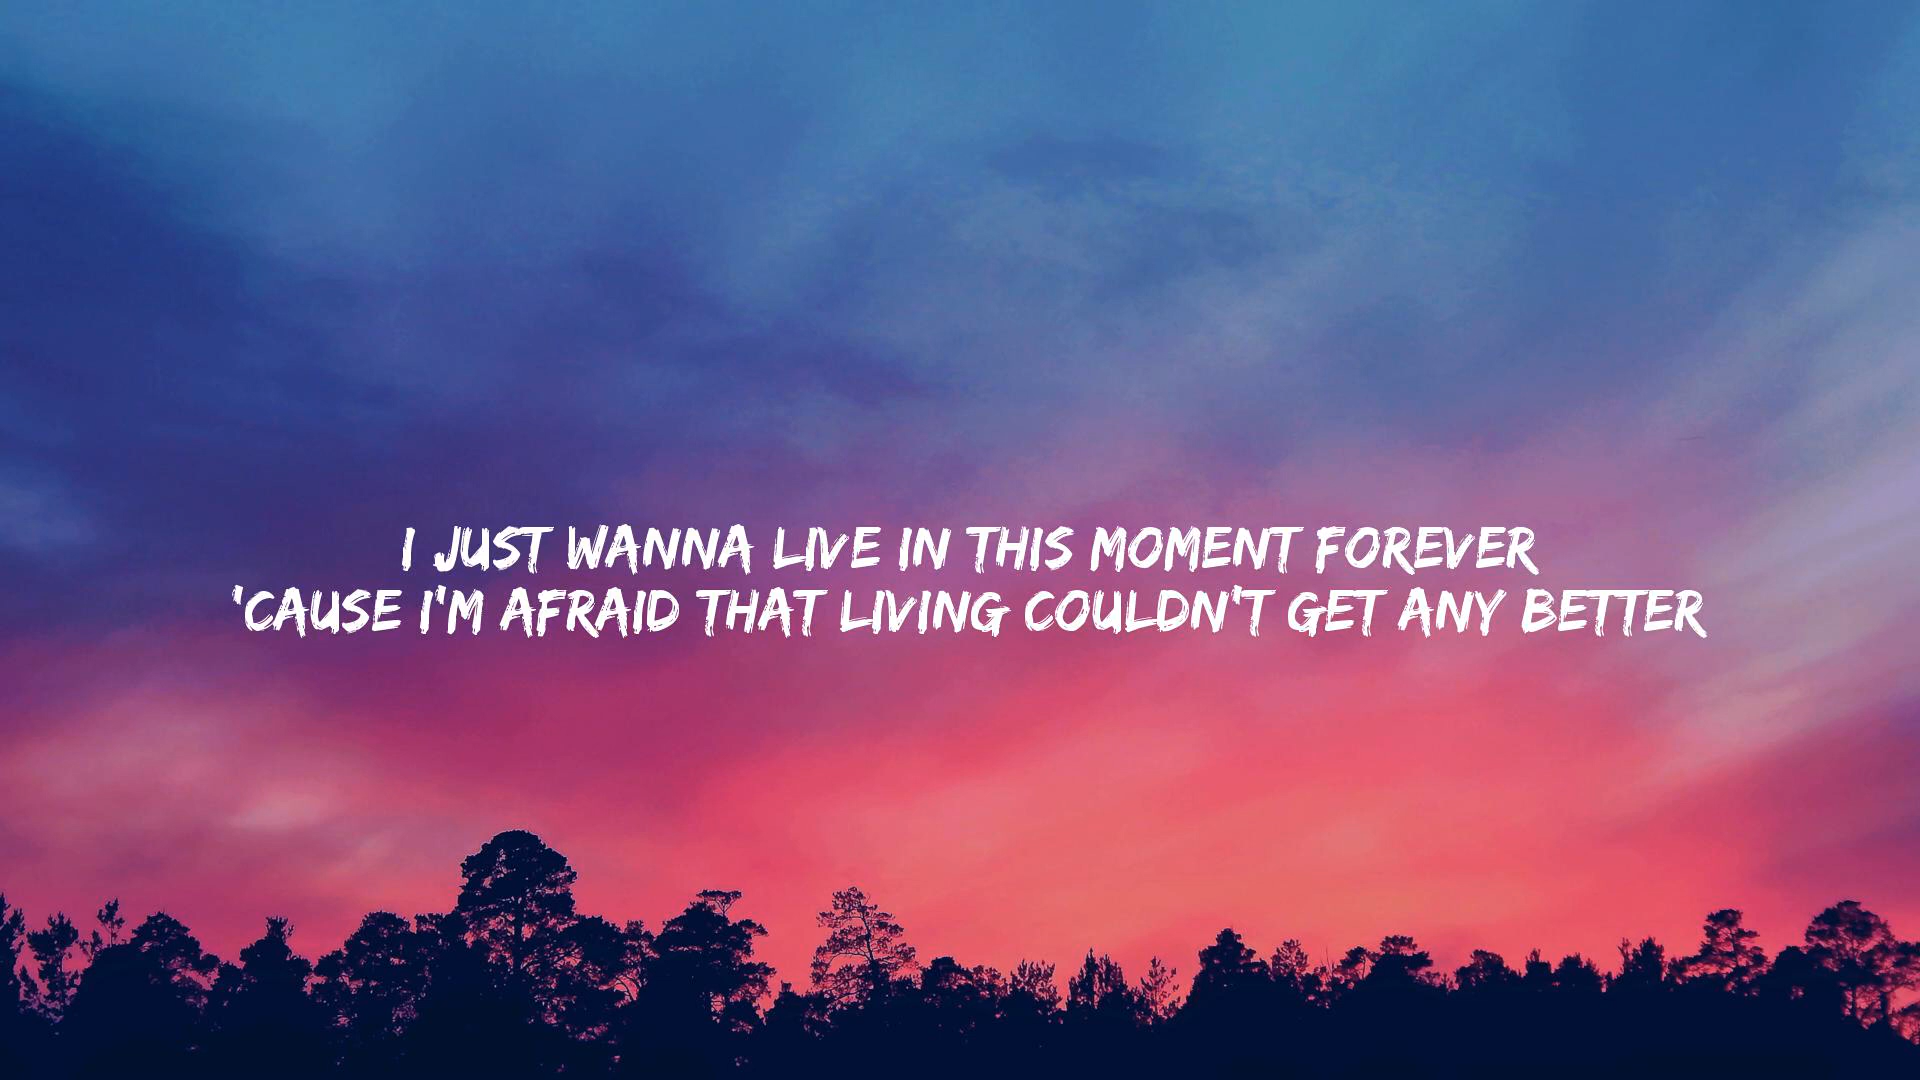 I JUST WANNA LIVE IN THIS MOMENT FOREVER
'CAUSE I'M AFRAID THAT LIVING COULDN'T GET ANY BETTER